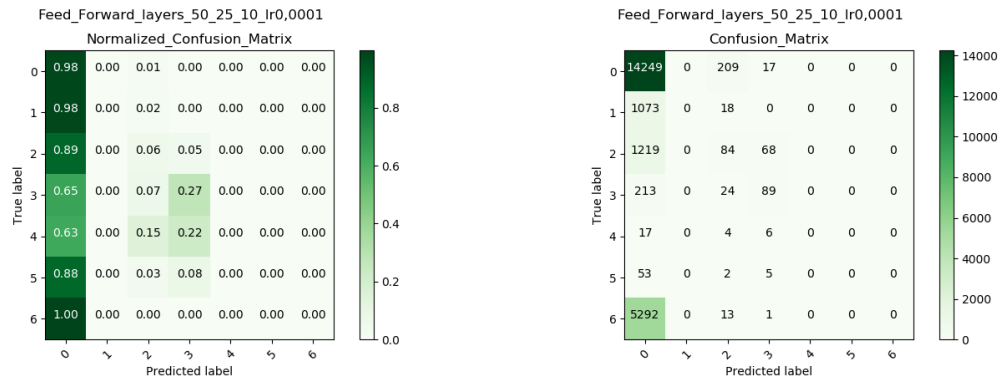 Feed_Forward_layers_50_25_10_lr0,0001
Normalized_Confusion_Matrix
0 0.98 0.00 0.01 0.00 0.00 0.00 0.00
1 0.98 0.00 0.02 0.00 0.00 0.00 0.00
2 0.89 0.00 0.06 0.05 0.00 0.00 0.00
3 0.65 0.00 0.07 0.27 0.00 0.00 0.00
4 0.63 0.00 0.15 0.22 0.00 0.00 0.00
5 0.88 0.00 0.03 0.08 0.00 0.00 0.00
6 1.00 0.00 0.00 0.00 0.00 0.00 0.00
True label
0 1 2 3 4 5 6
Predicted label
0.8
0.6
0.4
0.2
0.0
Feed_Forward_layers_50_25_10_lr0,0001
Confusion_Matrix
0 14249 0 209 17 0 0 0
1 1073 0 18 0 0 0 0
2 1219 0 84 68 0 0 0
3 213 0 24 89 0 0 0
4 17 0 4 6 0 0 0
5 53 0 2 5 0 0 0
6 5292 0 13 1 0 0 0
True label
0 1 2 3 4 5 6
Predicted label
14000
12000
10000
8000
6000
4000
2000
0